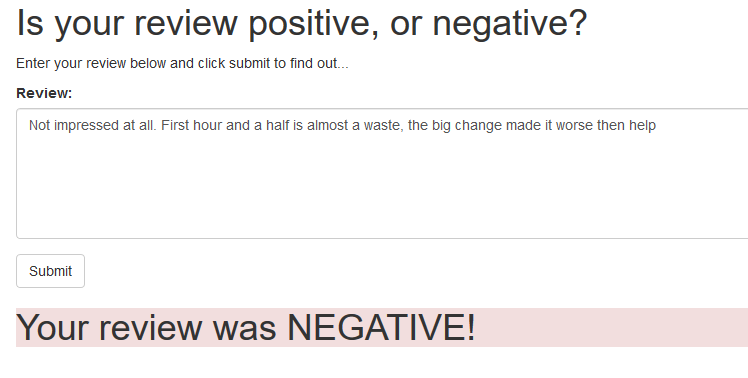 Is your review positive, or negative?
Enter your review below and click submit to find out...
Review:
Not impressed at all. First hour and a half is almost a waste, the big change made it worse then help
Submit
Your review was NEGATIVE!